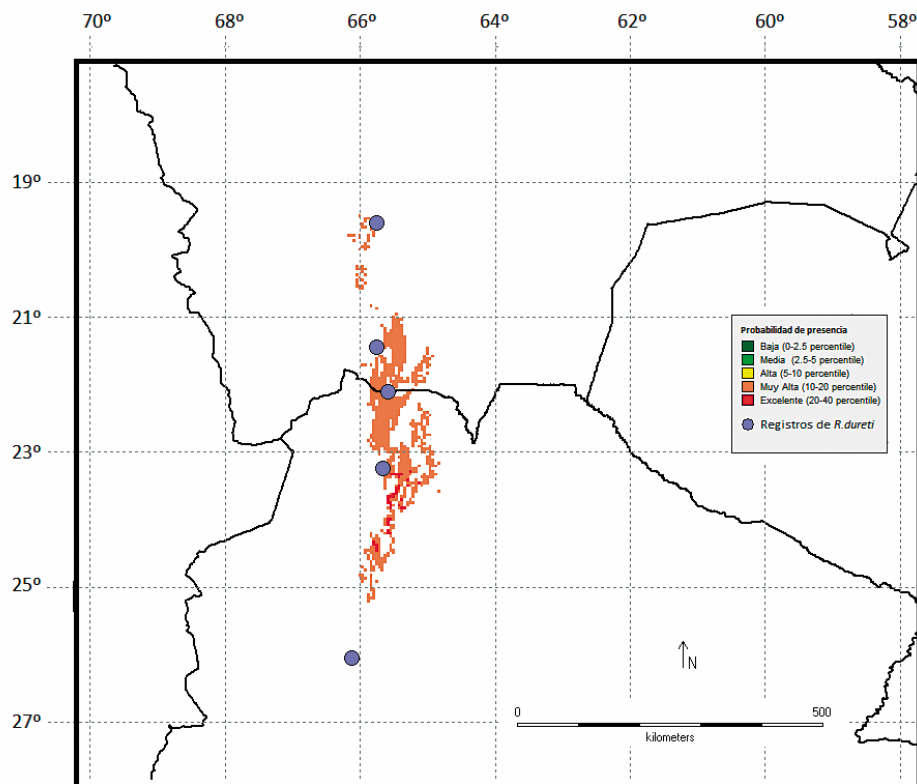 70º 68º 66º 64º 62º 60º 58º
19º
21º
23º
25º
27º
Probabilidad de presencia
Baja (0-2.5 percentile)
Media (2.5-5 percentile)
Alta (5-10 percentile)
Muy Alta (10-20 percentile)
Excelente (20-40 percentile)
Registros de R.dureti
N
0 500
kilometers